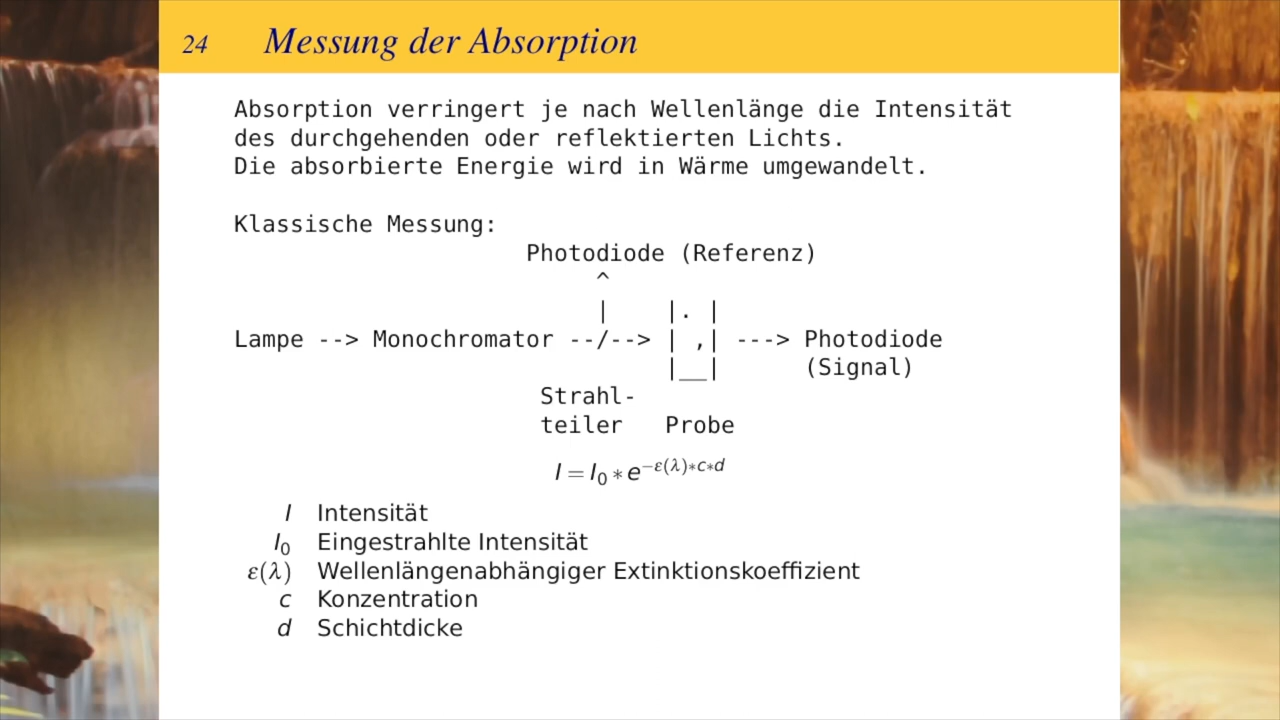 24 Messung der Absorption
Absorption verringert je nach Wellenlänge die Intensität
des durchgehenden oder reflektierten Lichts.
Die absorbierte Energie wird in Wärme umgewandelt.
Klassische Messung:
Photodiode (Referenz)
^
| |. |
Lampe --> Monochromator --/--> | ,| ---> Photodiode
|__| (Signal)
Strahl-
teiler Probe
I = I₀ * e^{−ε(λ)*c*d}
I Intensität
I₀ Eingestrahlte Intensität
ε(λ) Wellenlängenabhängiger Extinktionskoeffizient
c Konzentration
d Schichtdicke